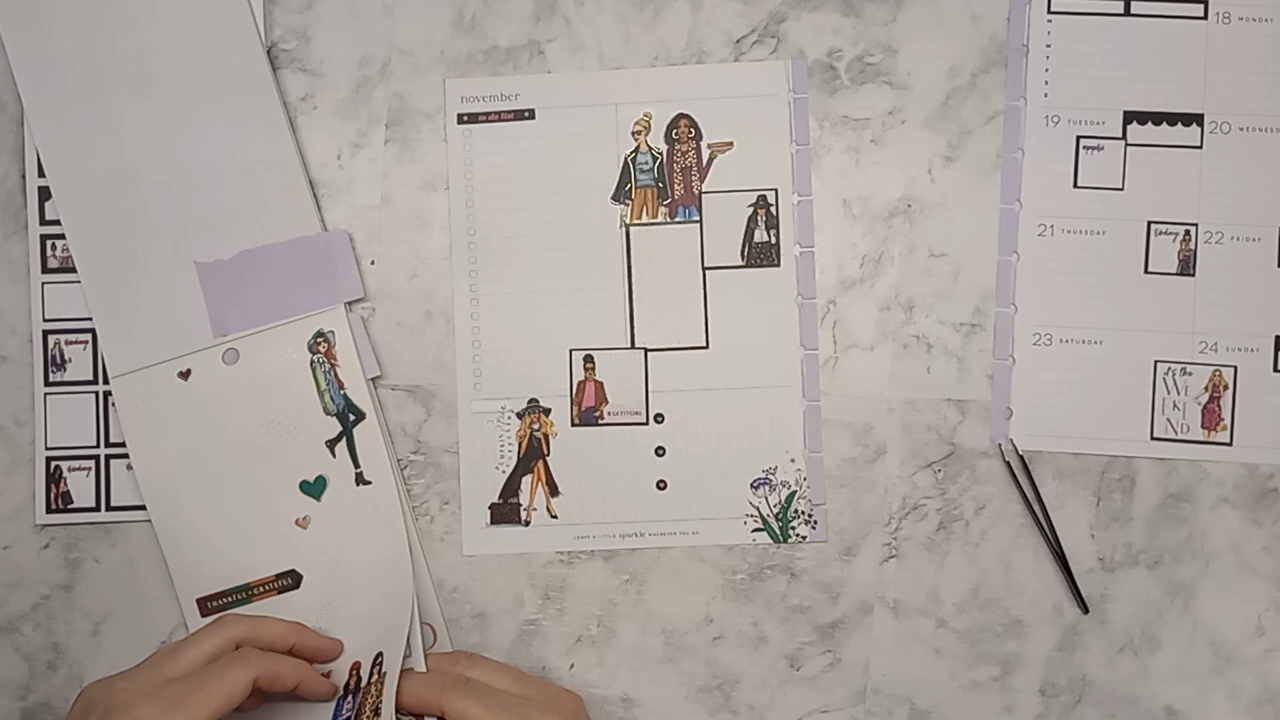 november
to do list
#GETITGIRL
LEAVE A LITTLE sparkle WHEREVER YOU GO
THANKFUL + GRATEFUL
M
T
W
T
F
S
S
18 MONDAY
19 TUESDAY
20 WEDNESD
21 THURSDAY
22 FRIDAY
23 SATURDAY
24 SUNDAY
it's the
WEEKEND